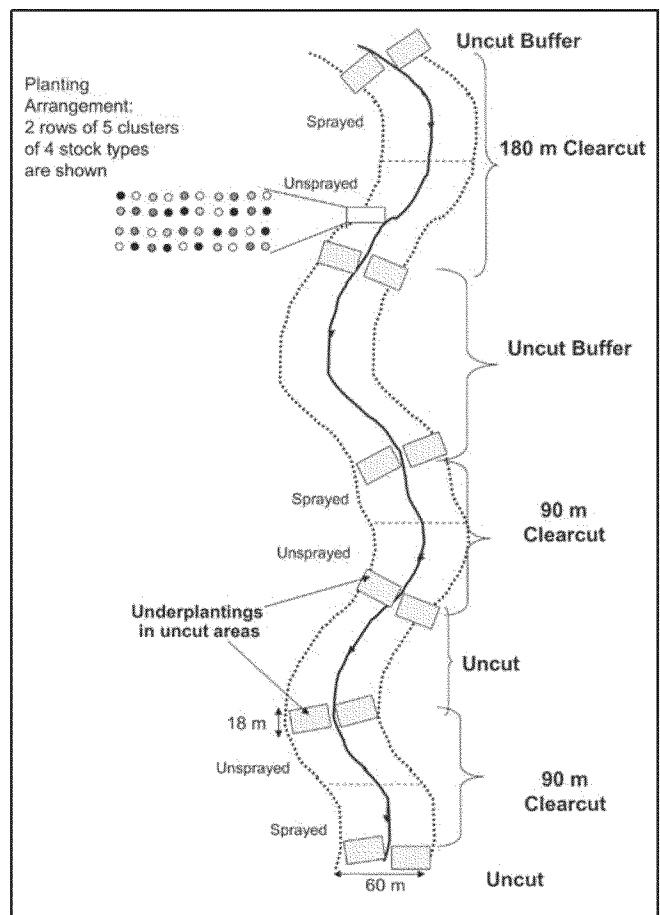 Uncut Buffer
Planting
Arrangement:
2 rows of 5 clusters
of 4 stock types
are shown
Sprayed
180 m Clearcut
Unsprayed
Uncut Buffer
Sprayed
90 m
Clearcut
Unsprayed
Underplantings
in uncut areas
Uncut
18 m
Unsprayed
90 m
Clearcut
Sprayed
60 m
Uncut